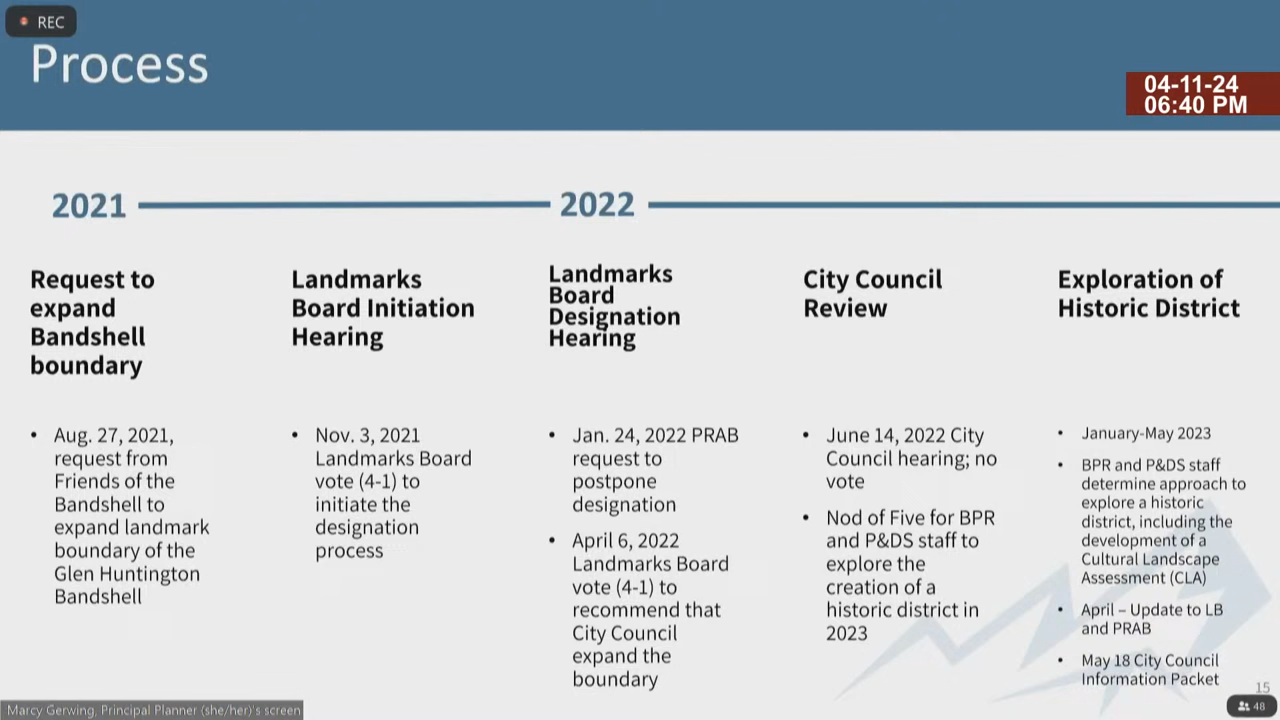 REC
Process
04-11-24
06:40 PM
2021
2022
Request to
expand
Bandshell
boundary
Landmarks
Board Initiation
Hearing
Landmarks
Board
Designation
Hearing
City Council
Review
Exploration of
Historic District
• Aug. 27, 2021,
request from
Friends of the
Bandshell to
expand landmark
boundary of the
Glen Huntington
Bandshell
• Nov. 3, 2021
Landmarks Board
vote (4-1) to
initiate the
designation
process
• Jan. 24, 2022 PRAB
request to
postpone
designation
• April 6, 2022
Landmarks Board
vote (4-1) to
recommend that
City Council
expand the
boundary
• June 14, 2022 City
Council hearing; no
vote
• Nod of Five for BPR
and P&DS staff to
explore the
creation of a
historic district in
2023
• January-May 2023
• BPR and P&DS staff
determine approach to
explore a historic
district, including the
development of a
Cultural Landscape
Assessment (CLA)
• April – Update to LB
and PRAB
• May 18 City Council
Information Packet
15
48
Marcy Gerwing, Principal Planner (she/her)'s screen